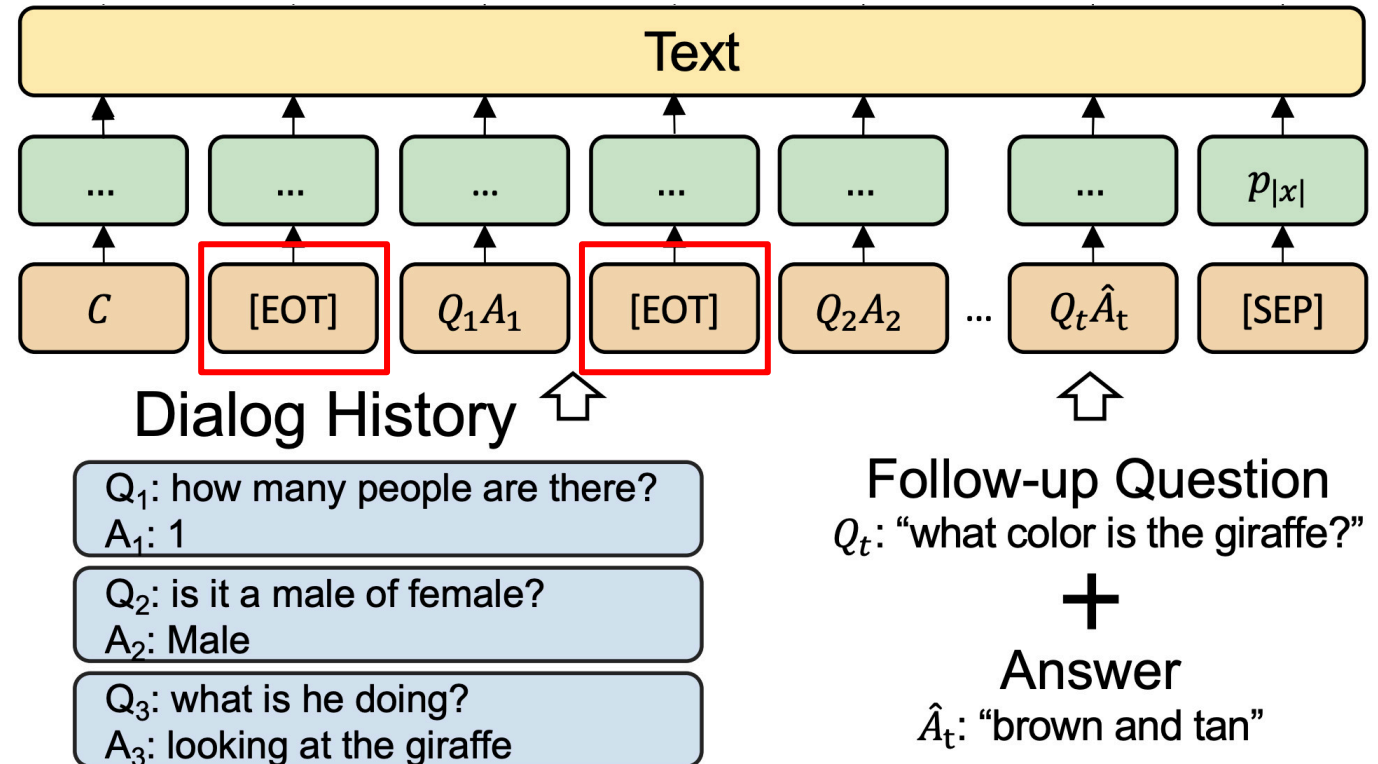 Text
... ... ... ... ... ... p|x|
C [EOT] Q₁A₁ [EOT] Q₂A₂ ... QₜÂₜ [SEP]
Dialog History
Q₁: how many people are there?
A₁: 1
Q₂: is it a male of female?
A₂: Male
Q₃: what is he doing?
A₃: looking at the giraffe
Follow-up Question
Qₜ: “what color is the giraffe?”
+
Answer
Âₜ: “brown and tan”